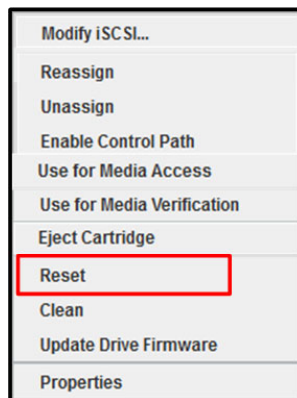 Modify iSCSI...
Reassign
Unassign
Enable Control Path
Use for Media Access
Use for Media Verification
Eject Cartridge
Reset
Clean
Update Drive Firmware
Properties